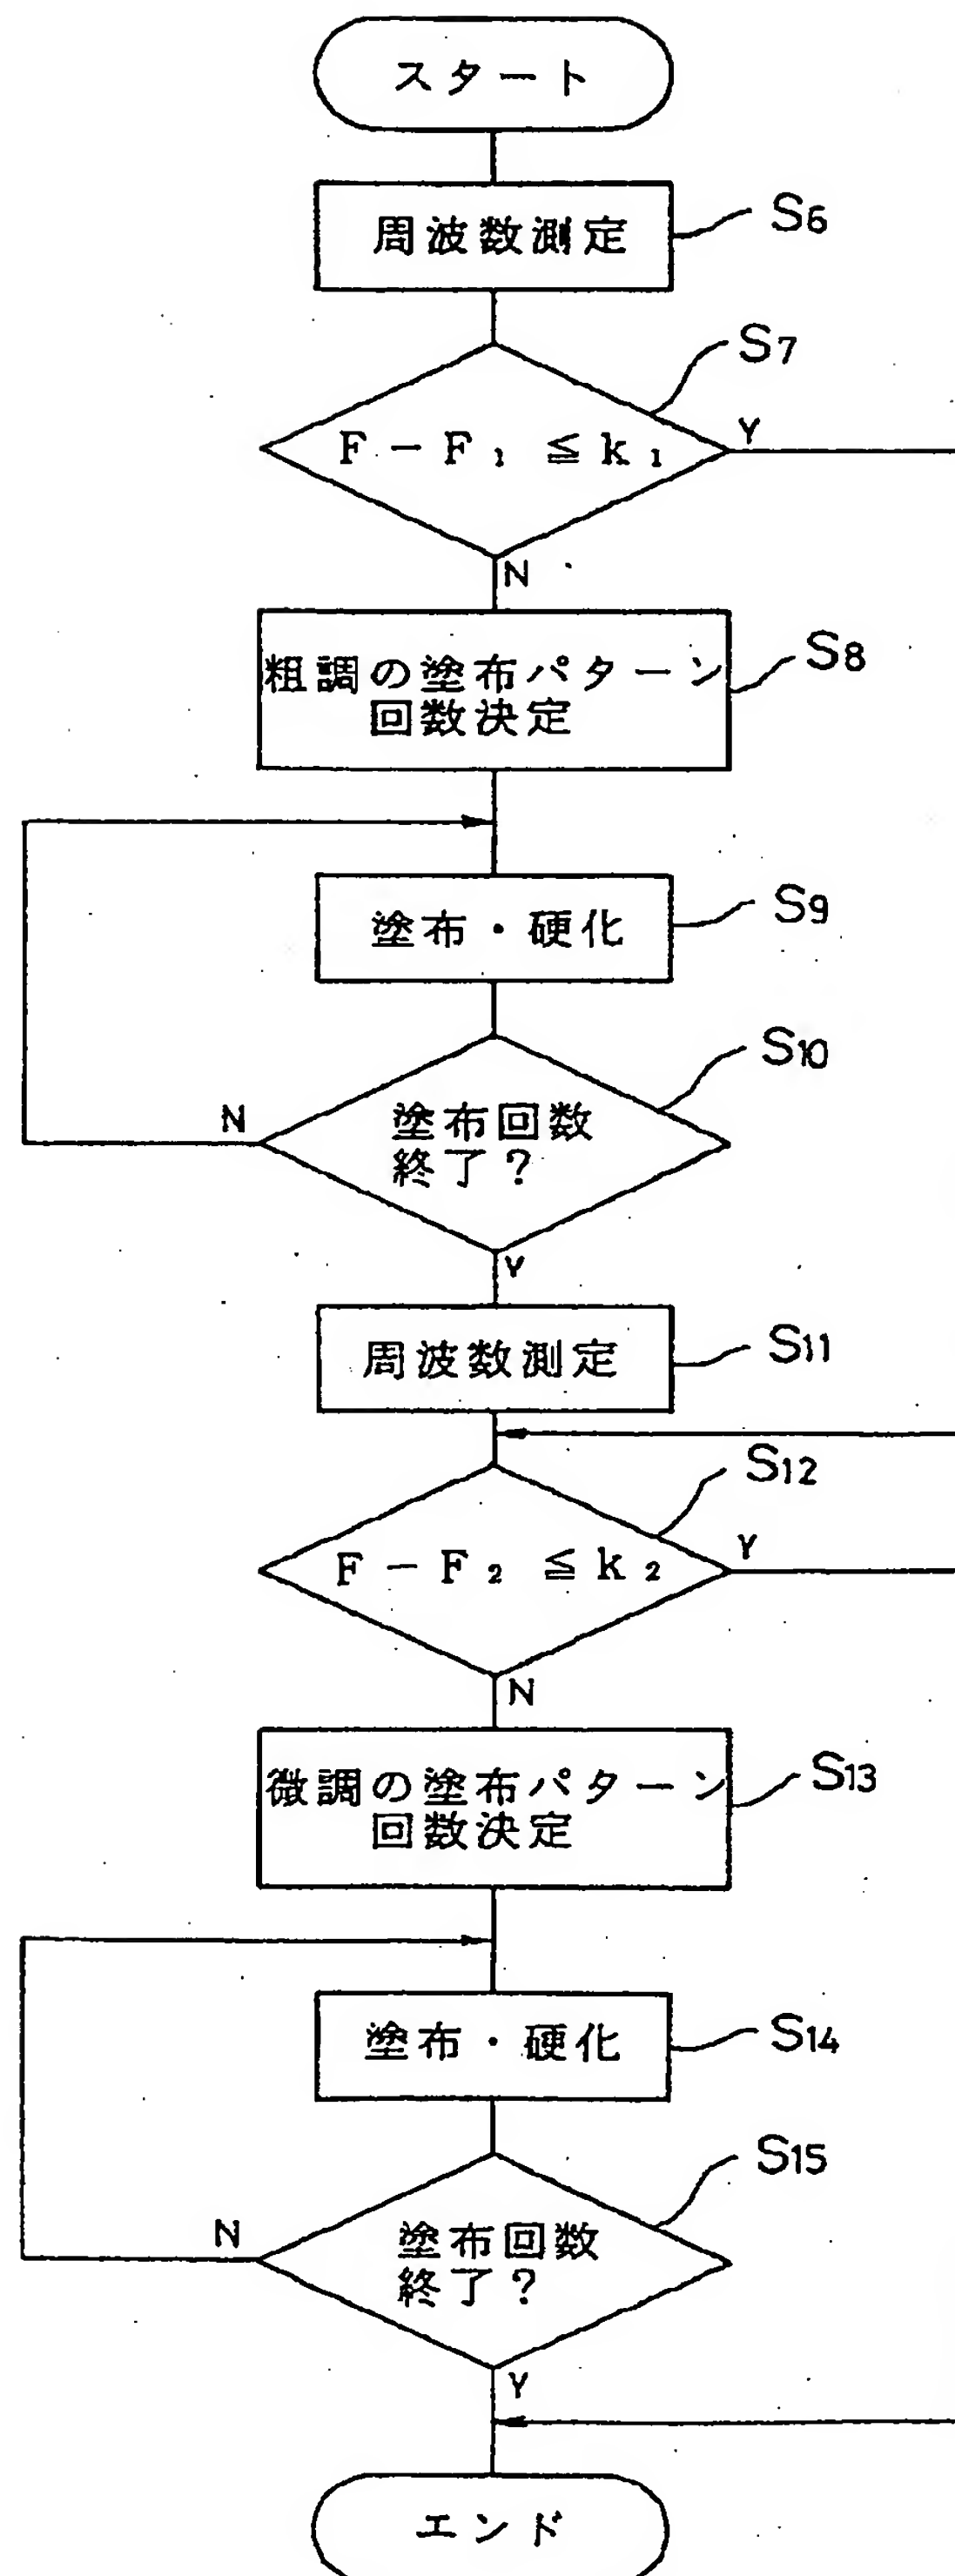 スタート
周波数測定
S6
S7
F − F₁ ≦ k₁
Y
N
粗調の塗布パターン
回数決定
S8
塗布・硬化
S9
S10
塗布回数
終了?
N
Y
周波数測定
S11
S12
F − F₂ ≦ k₂
Y
N
微調の塗布パターン
回数決定
S13
塗布・硬化
S14
S15
塗布回数
終了?
N
Y
エンド